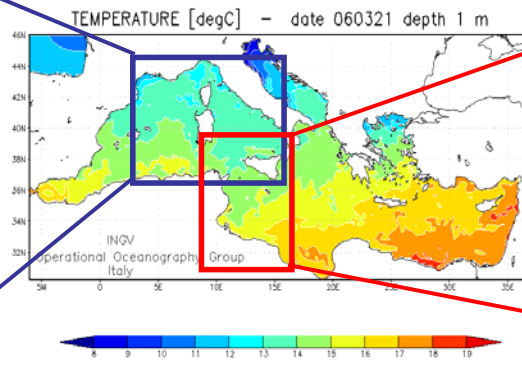 TEMPERATURE [degC] – date 060321 depth 1 m
46N
44N
42N
40N
38N
36N
34N
32N
INGV
Operational Oceanography Group
Italy
5W 0 5E 10E 15E 20E 25E 30E 35E
8 9 10 11 12 13 14 15 16 17 18 19